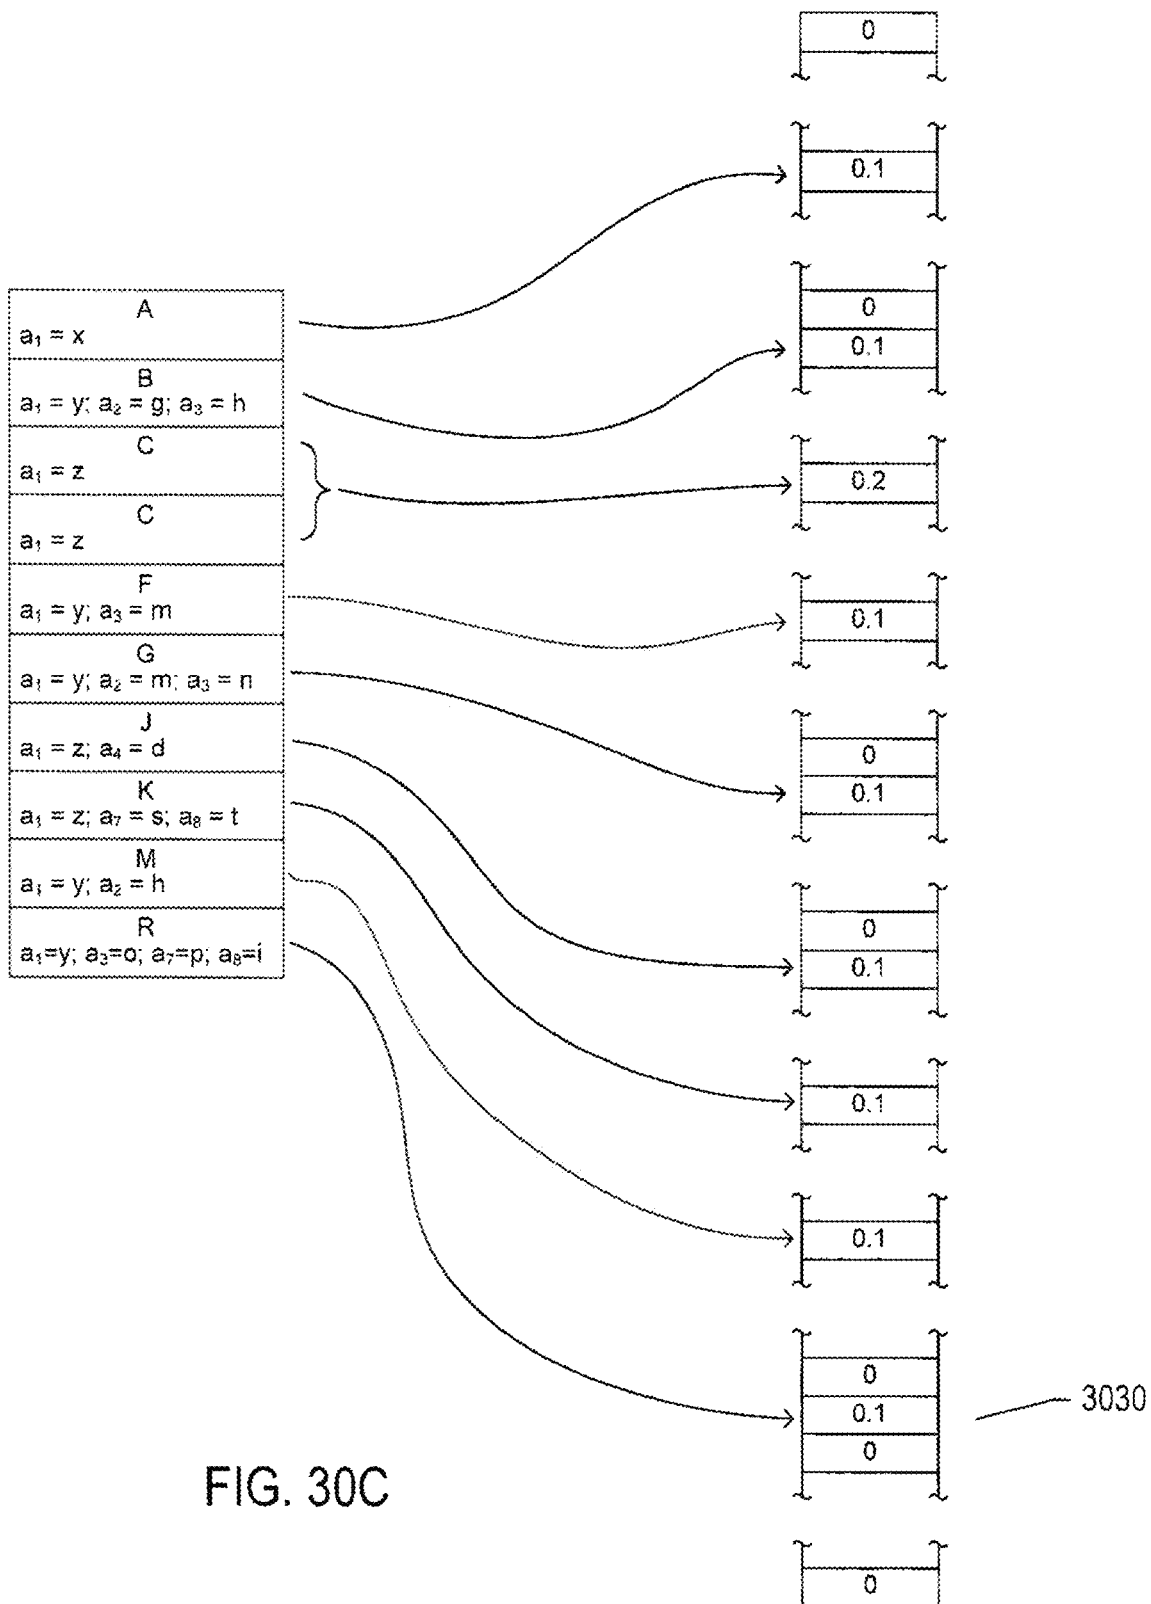 0
0.1
0
0.1
0.2
0.1
0
0.1
0
0.1
0.1
0.1
0
0.1
0
0
A
a₁ = x
B
a₁ = y; a₂ = g; a₃ = h
C
a₁ = z
C
a₁ = z
F
a₁ = y; a₃ = m
G
a₁ = y; a₂ = m; a₃ = n
J
a₁ = z; a₄ = d
K
a₁ = z; a₇ = s; a₈ = t
M
a₁ = y; a₂ = h
R
a₁=y; a₃=o; a₇=p; a₈=i
3030
FIG. 30C